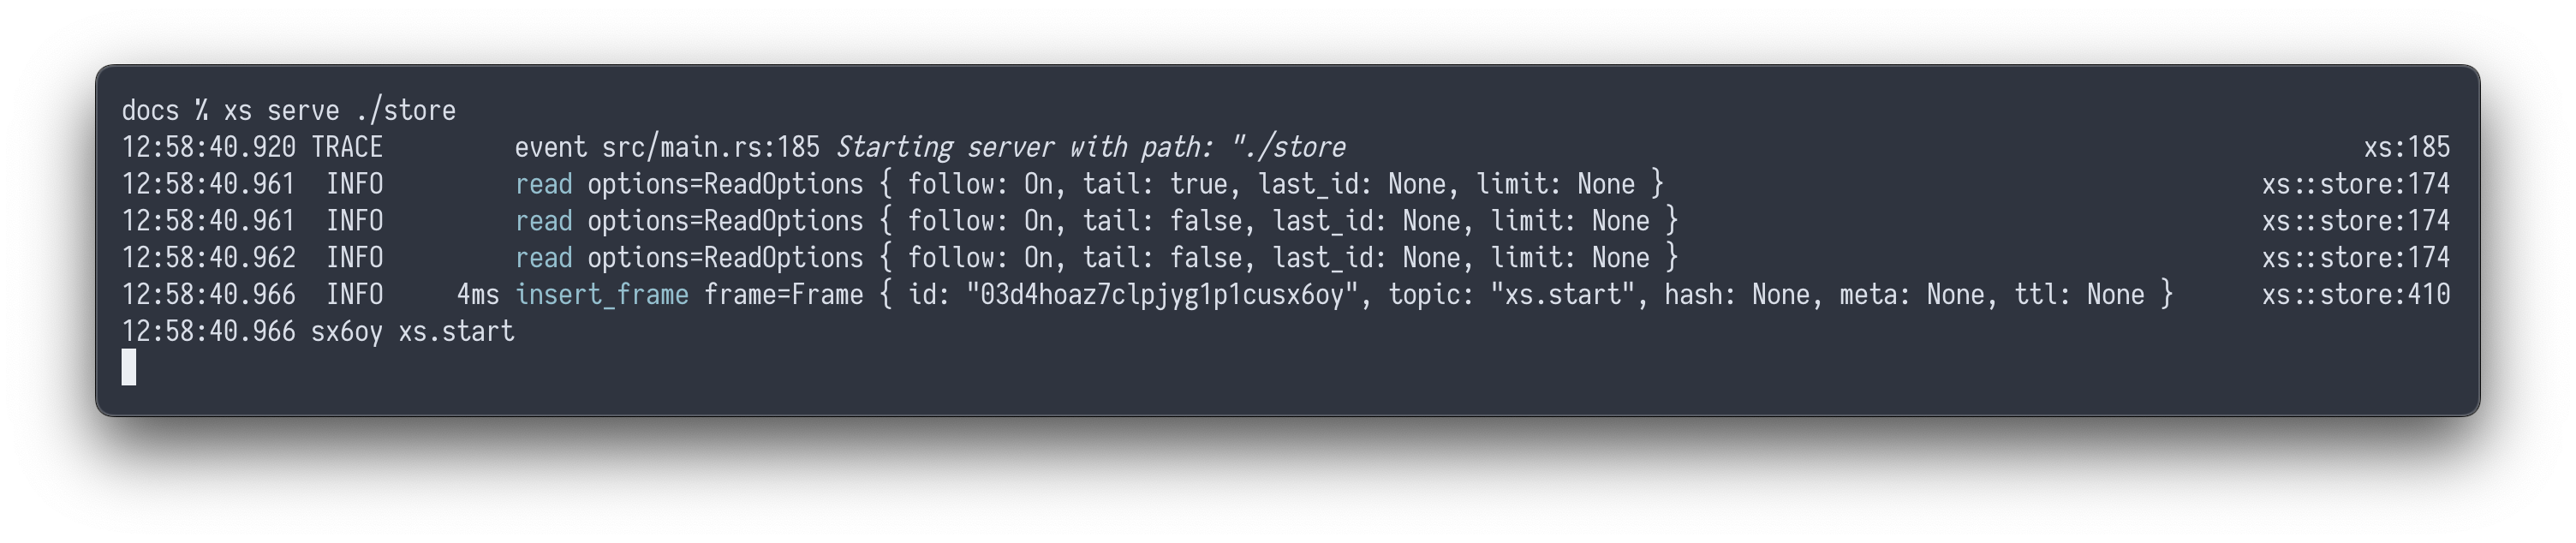 docs % xs serve ./store
12:58:40.920 TRACE         event src/main.rs:185 Starting server with path: "./store                                                                      xs:185
12:58:40.961  INFO         read options=ReadOptions { follow: On, tail: true, last_id: None, limit: None }                                         xs::store:174
12:58:40.961  INFO         read options=ReadOptions { follow: On, tail: false, last_id: None, limit: None }                                        xs::store:174
12:58:40.962  INFO         read options=ReadOptions { follow: On, tail: false, last_id: None, limit: None }                                        xs::store:174
12:58:40.966  INFO     4ms insert_frame frame=Frame { id: "03d4hoaz7clpjyg1p1cusx6oy", topic: "xs.start", hash: None, meta: None, ttl: None }      xs::store:410
12:58:40.966 sx6oy xs.start